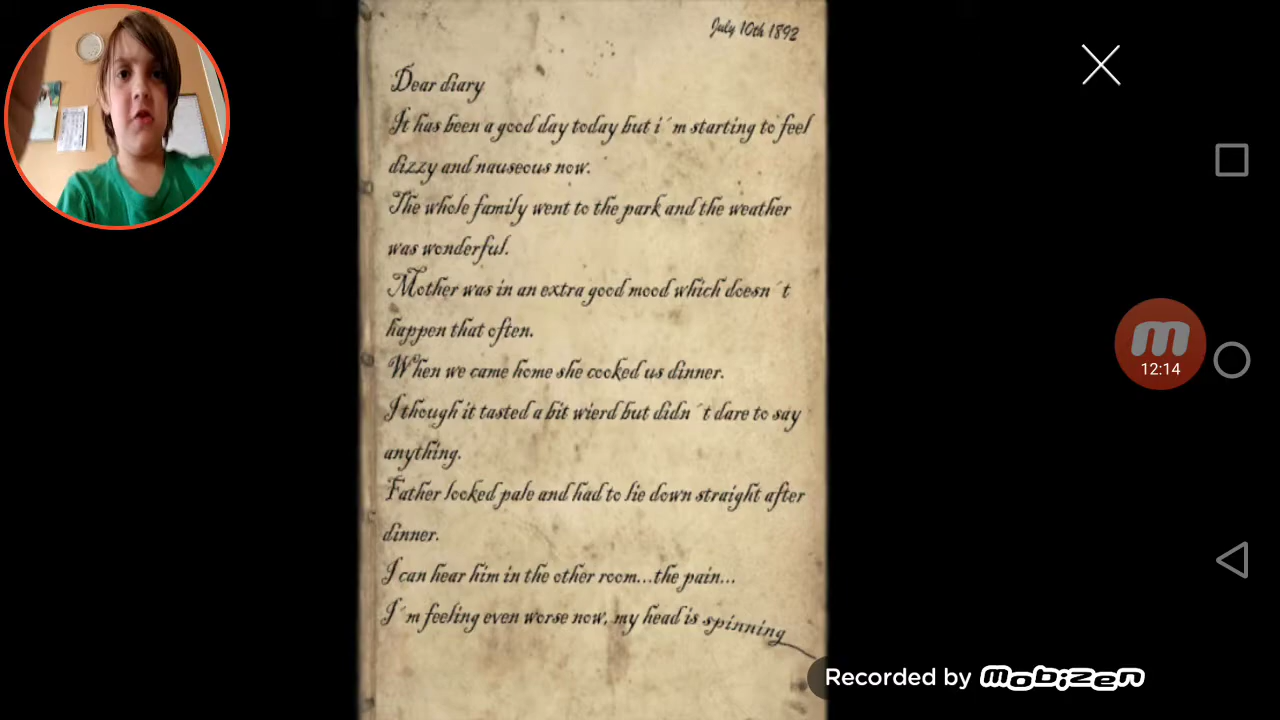 July 10th 1892
Dear diary
It has been a good day today but i´m starting to feel
dizzy and nauseous now.
The whole family went to the park and the weather
was wonderful.
Mother was in an extra good mood which doesn´t
happen that often.
When we came home she cooked us dinner.
I though it tasted a bit wierd but didn´t dare to say
anything.
Father looked pale and had to lie down straight after
dinner.
I can hear him in the other room...the pain...
I´m feeling even worse now, my head is spinning
m
12:14
Recorded by mobizen